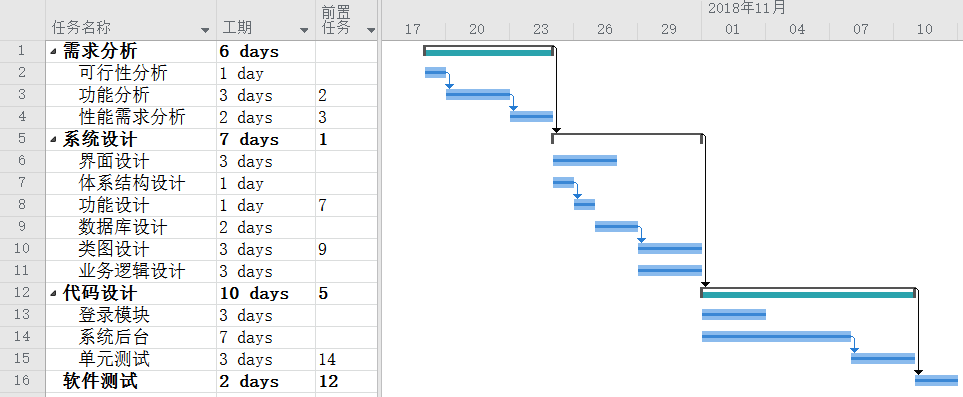 2018年11月
任务名称 工期 前置任务 17 20 23 26 29 01 04 07 10
1 需求分析 6 days
2 可行性分析 1 day
3 功能分析 3 days 2
4 性能需求分析 2 days 3
5 系统设计 7 days 1
6 界面设计 3 days
7 体系结构设计 1 day
8 功能设计 1 day 7
9 数据库设计 2 days
10 类图设计 3 days 9
11 业务逻辑设计 3 days
12 代码设计 10 days 5
13 登录模块 3 days
14 系统后台 7 days
15 单元测试 3 days 14
16 软件测试 2 days 12